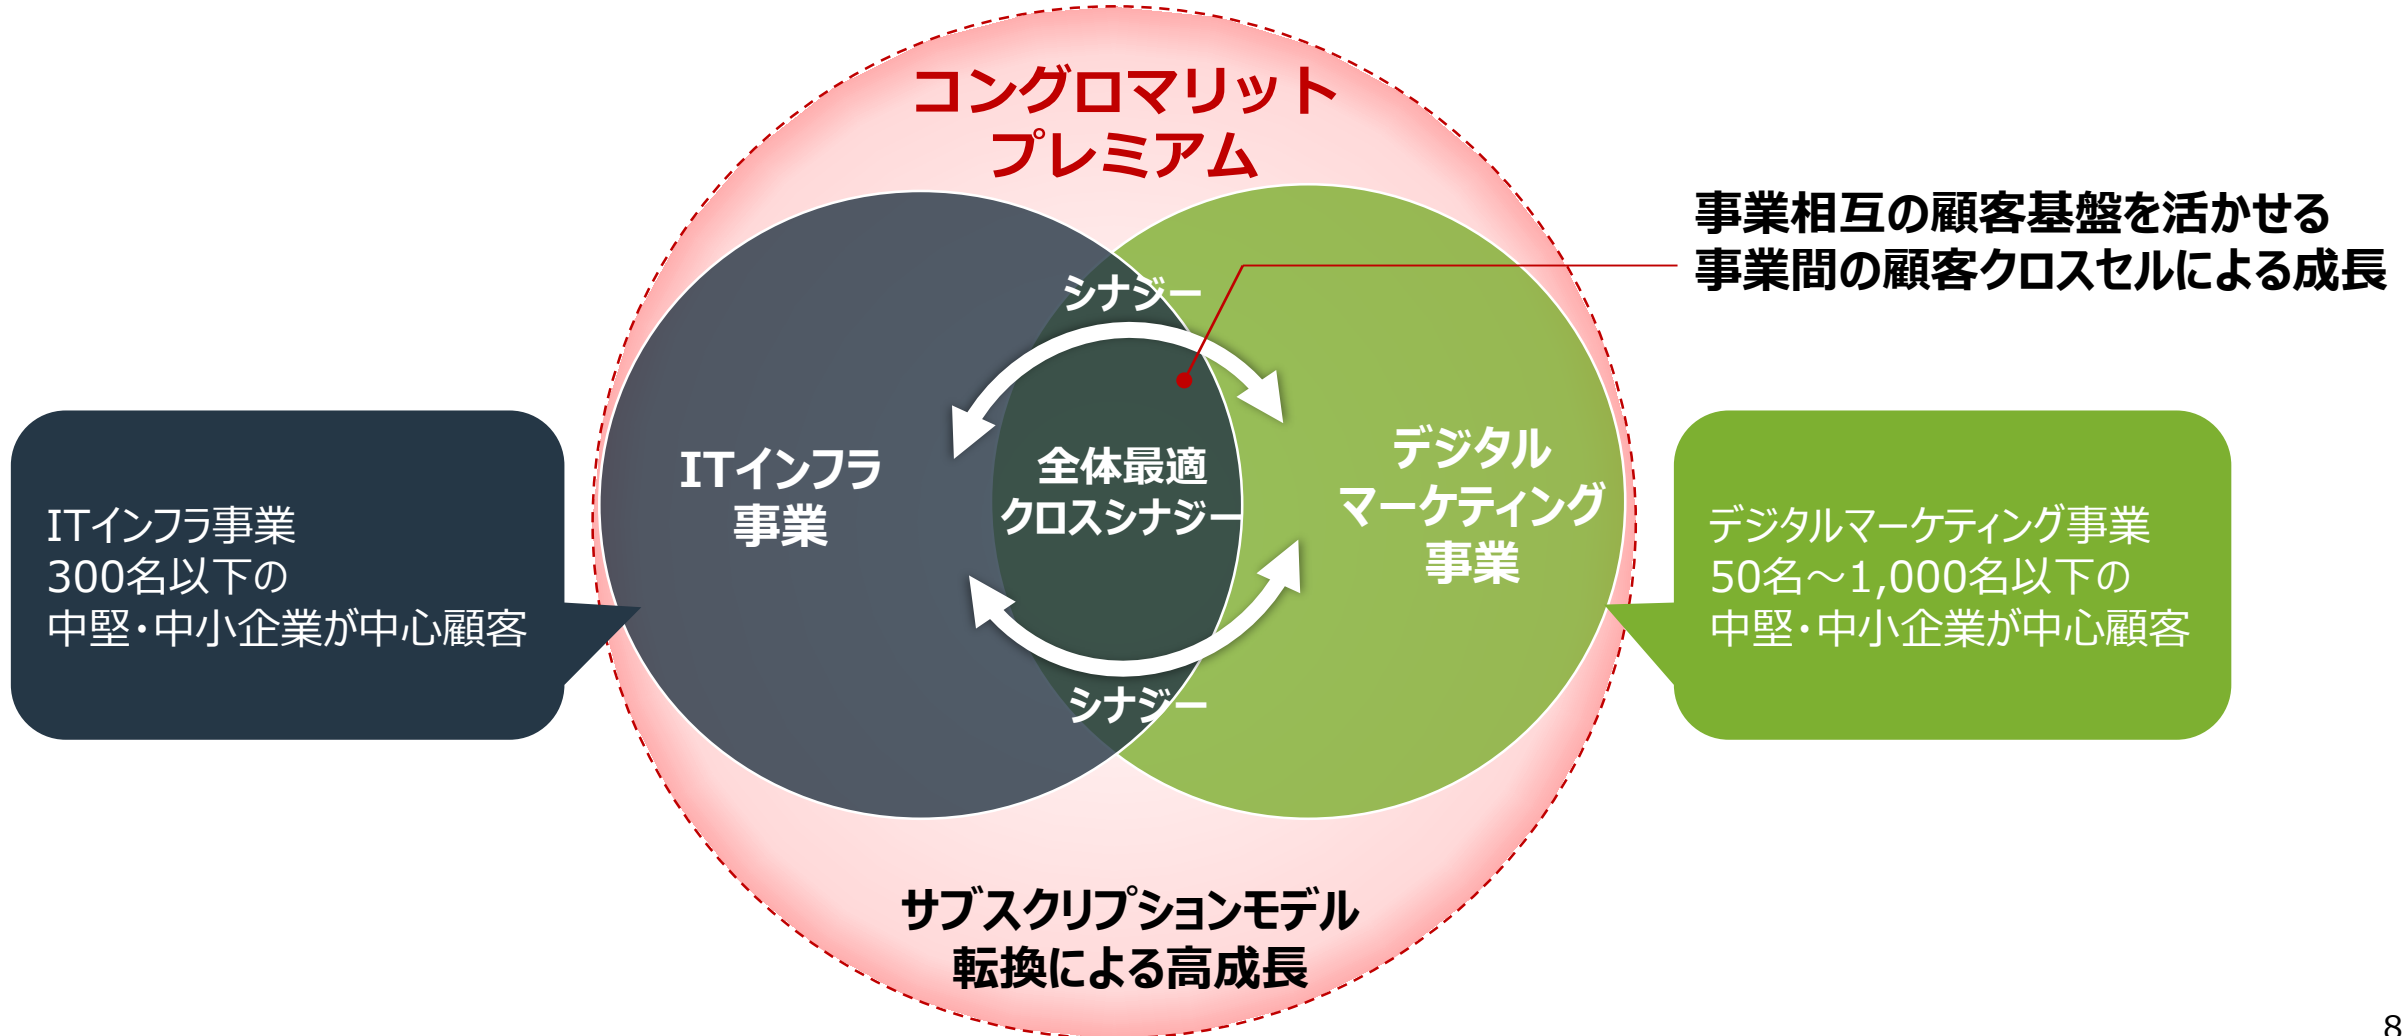 コングロマリット
プレミアム
事業相互の顧客基盤を活かせる
事業間の顧客クロスセルによる成長
シナジー
ITインフラ
事業
全体最適
クロスシナジー
デジタル
マーケティング
事業
ITインフラ事業
300名以下の
中堅・中小企業が中心顧客
デジタルマーケティング事業
50名～1,000名以下の
中堅・中小企業が中心顧客
シナジー
サブスクリプションモデル
転換による高成長
8